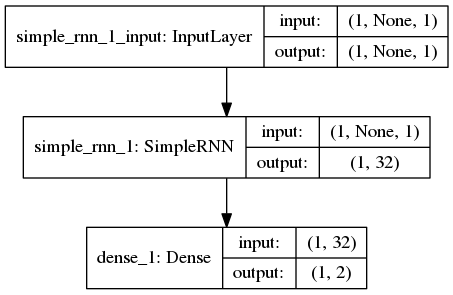 simple_rnn_1_input: InputLayer input: (1, None, 1)
output: (1, None, 1)
simple_rnn_1: SimpleRNN input: (1, None, 1)
output: (1, 32)
dense_1: Dense input: (1, 32)
output: (1, 2)